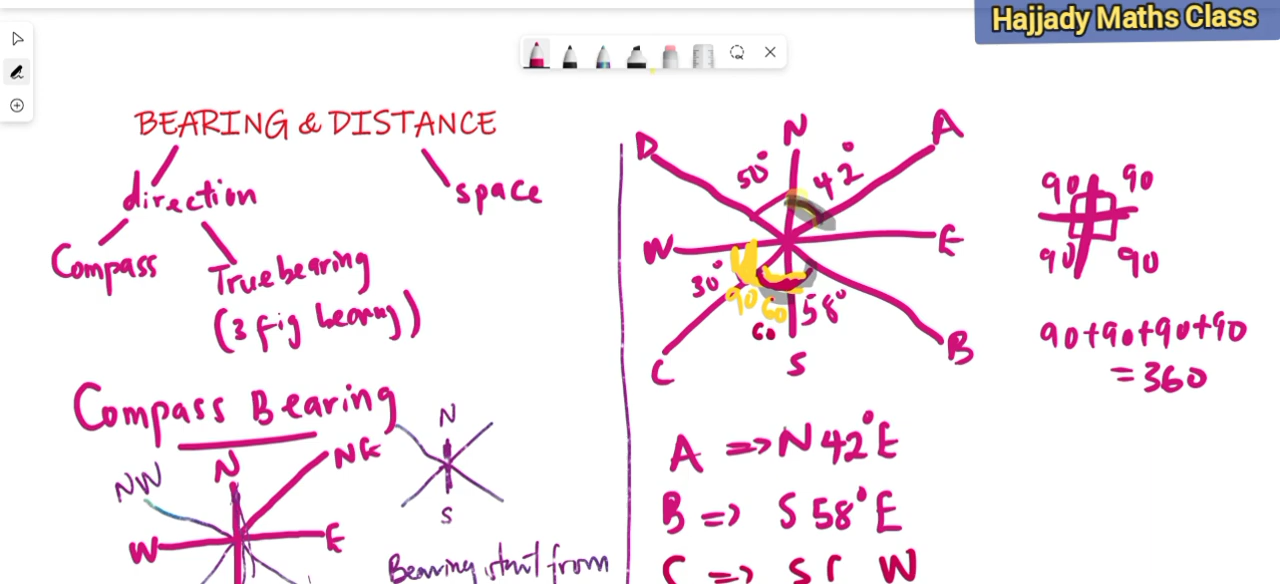 Hajjady Maths Class
BEARING & DISTANCE
direction
space
Compass
True bearing
(3 fig bearing)
Compass Bearing
N
S
NW
N
NE
W
E
Bearing start from
D
N
A
50°
42°
W
E
30°
90
60
58°
60
C
S
B
A => N 42° E
B => S 58° E
C => S W
90 90
90 90
90+90+90+90
= 360